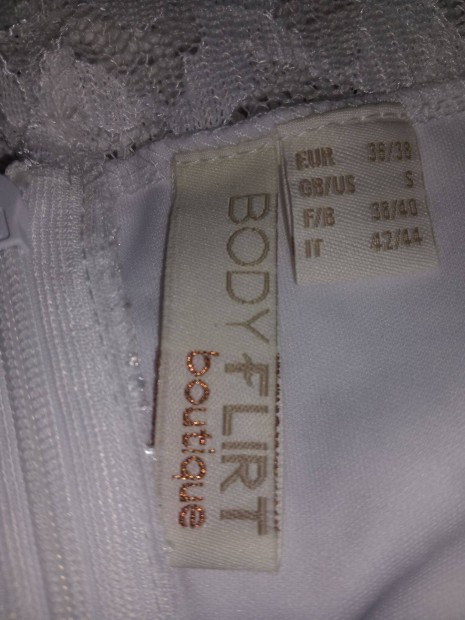 BODY FLIRT
boutique
EUR 36/38
GB/US S
F/B 38/40
IT 42/44